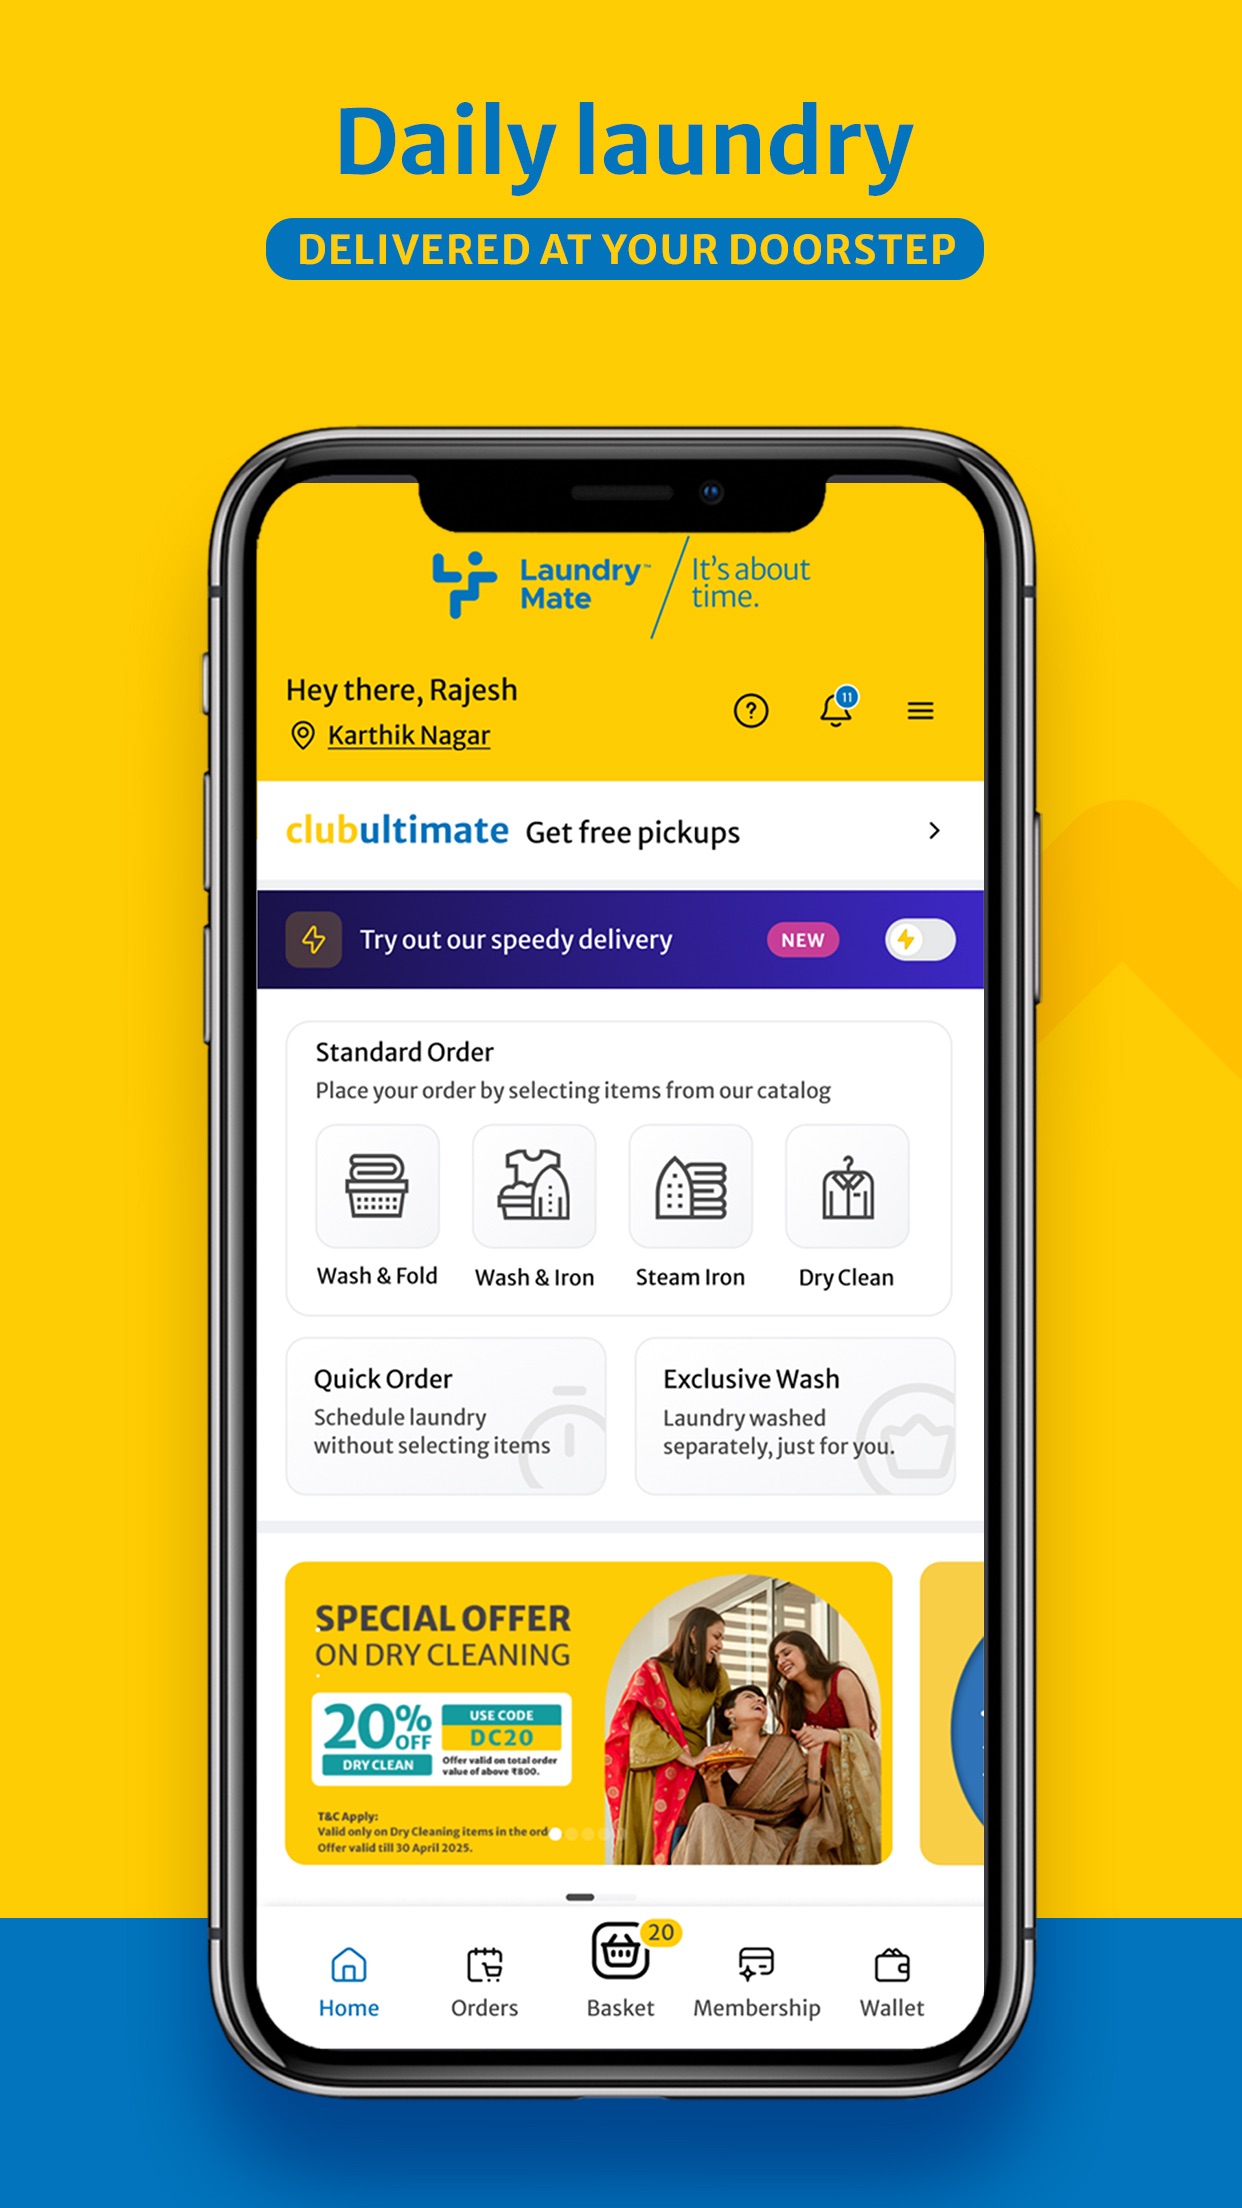 Daily laundry
DELIVERED AT YOUR DOORSTEP
Laundry™
Mate
It's about
time.
Hey there, Rajesh
11
Karthik Nagar
clubultimate Get free pickups
Try out our speedy delivery NEW
Standard Order
Place your order by selecting items from our catalog
Wash & Fold Wash & Iron Steam Iron Dry Clean
Quick Order
Schedule laundry
without selecting items
Exclusive Wash
Laundry washed
separately, just for you.
SPECIAL OFFER
ON DRY CLEANING
20% OFF
DRY CLEAN
USE CODE
DC20
Offer valid on total order
value of above ₹800.
T&C Apply:
Valid only on Dry Cleaning items in the ord
Offer valid till 30 April 2025.
20
Home Orders Basket Membership Wallet